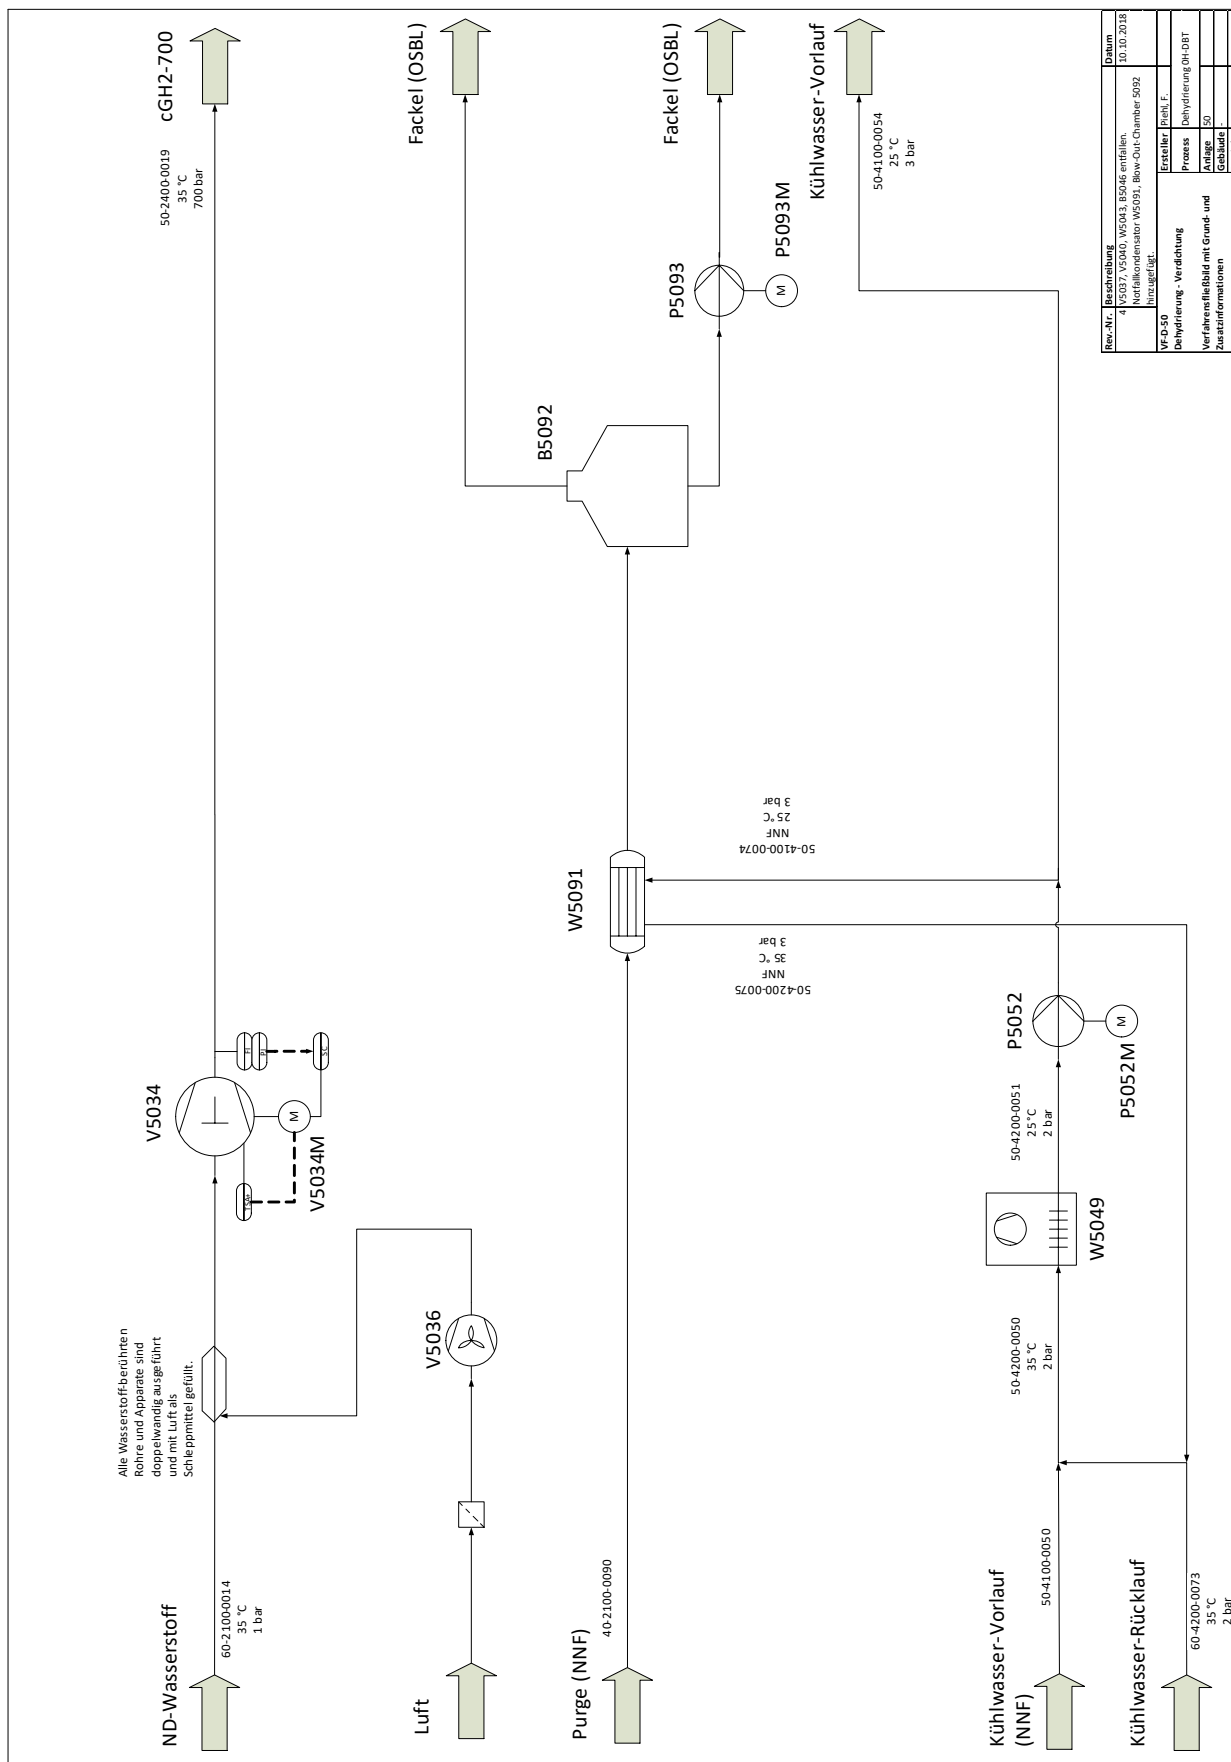 ND-Wasserstoff
60-2100-0014
35 °C
1 bar
Alle Wasserstoff-berührten
Rohre und Apparate sind
doppelwandig ausgeführt
und mit Luft als
Schleppmittel gefüllt.
V5034
TSA+
M
V5034M
FI
PI
SC
50-2400-0019
35 °C
700 bar
cGH2-700
Luft
V5036
Fackel (OSBL)
Purge (NNF)
40-2100-0090
W5091
B5092
P5093
M
P5093M
Fackel (OSBL)
50-4200-0075
NNF
35 °C
3 bar
50-4100-0074
NNF
25 °C
3 bar
Kühlwasser-Vorlauf
50-4100-0054
25 °C
3 bar
Kühlwasser-Vorlauf
(NNF)
50-4100-0050
50-4200-0050
35 °C
2 bar
W5049
50-4200-0051
25 °C
2 bar
P5052
M
P5052M
Kühlwasser-Rücklauf
60-4200-0073
35 °C
2 bar
Rev.-Nr. Beschreibung Datum
4 V5037, V5040, W5043, B5046 entfallen. 10.10.2018
Notfallkondensator W5091, Blow-Out-Chamber 5092
hinzugefügt.
VF-D-50 Ersteller Piehl, F.
Dehydrierung - Verdichtung Prozess Dehydrierung 0H-DBT
Verfahrensfließbild mit Grund- und Anlage 50
Zusatzinformationen Gebäude -